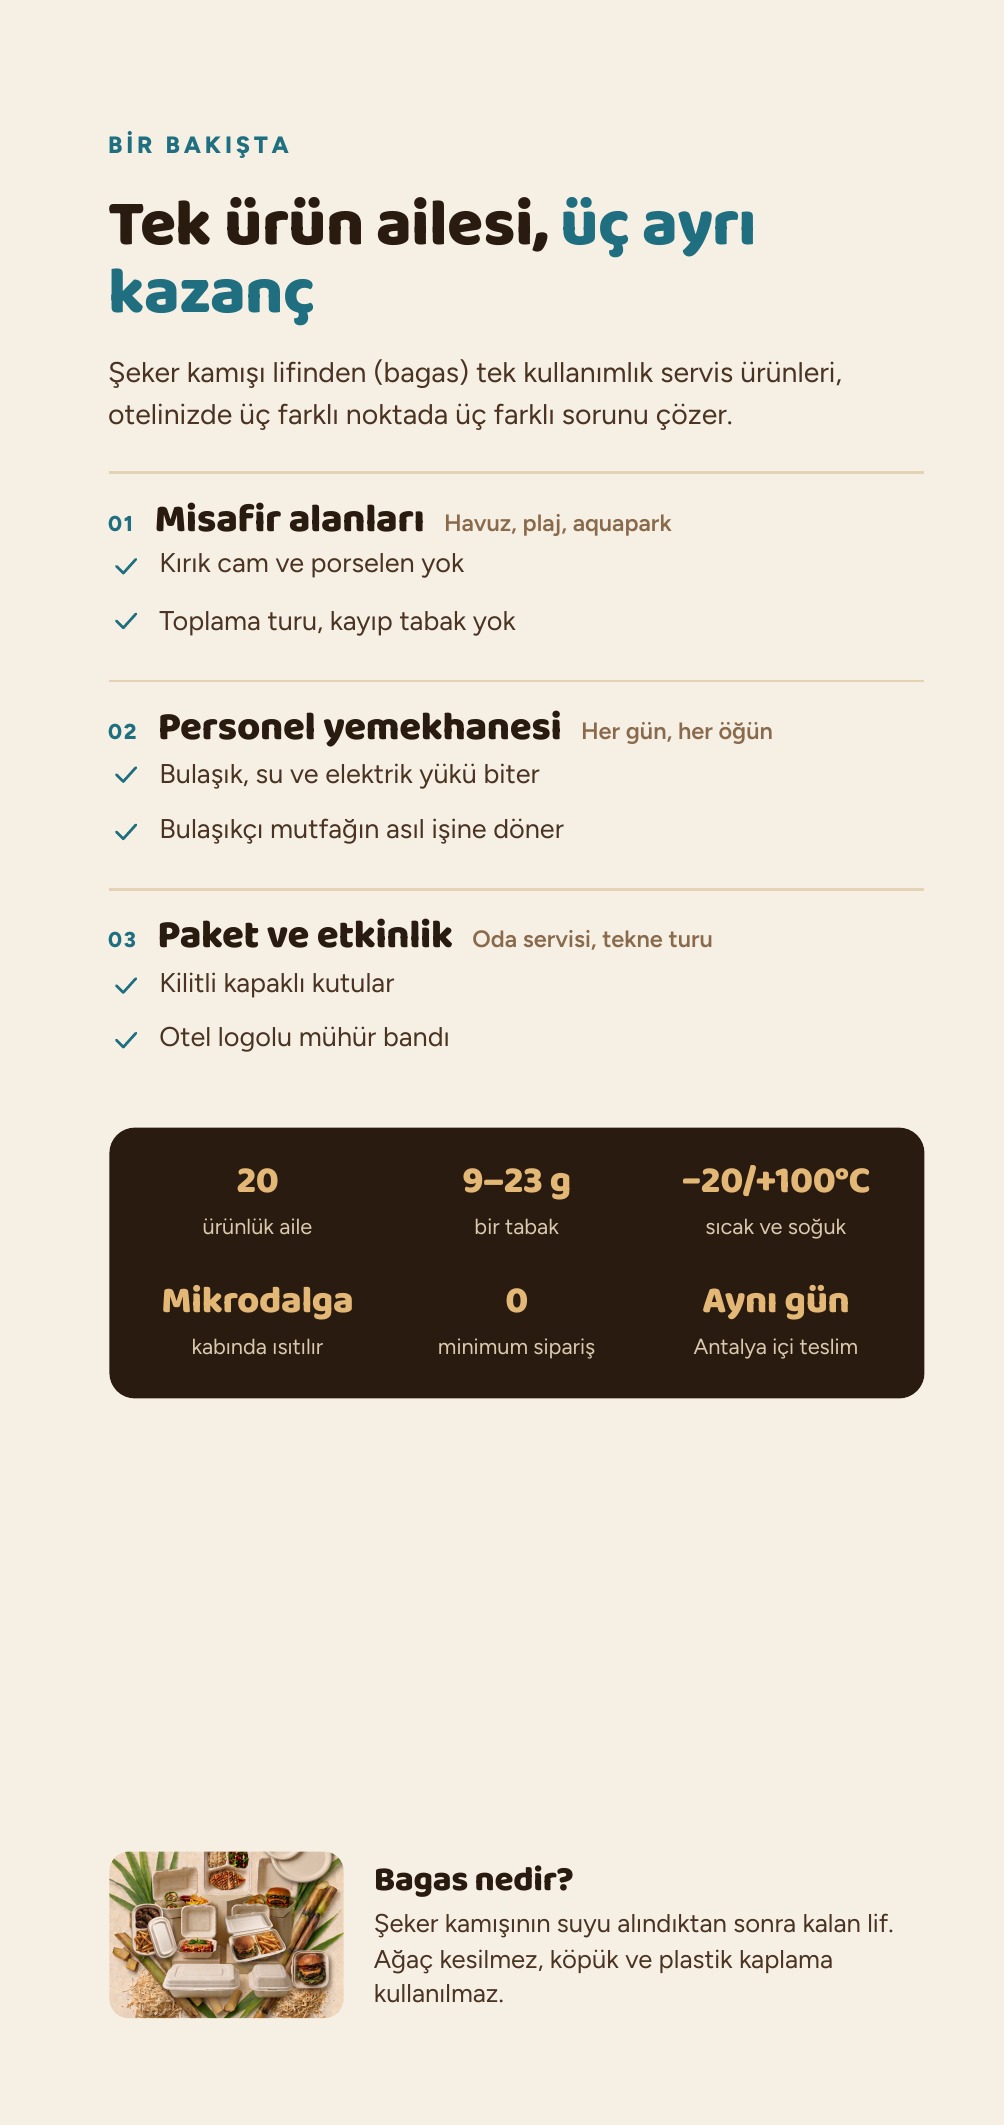 BİR BAKIŞTA
Tek ürün ailesi, üç ayrı
kazanç
Şeker kamışı lifinden (bagas) tek kullanımlık servis ürünleri,
otelinizde üç farklı noktada üç farklı sorunu çözer.
01 Misafir alanları Havuz, plaj, aquapark
Kırık cam ve porselen yok
Toplama turu, kayıp tabak yok
02 Personel yemekhanesi Her gün, her öğün
Bulaşık, su ve elektrik yükü biter
Bulaşıkçı mutfağın asıl işine döner
03 Paket ve etkinlik Oda servisi, tekne turu
Kilitli kapaklı kutular
Otel logolu mühür bandı
20 9–23 g −20/+100°C
ürünlük aile bir tabak sıcak ve soğuk
Mikrodalga 0 Aynı gün
kabında ısıtılır minimum sipariş Antalya içi teslim
Bagas nedir?
Şeker kamışının suyu alındıktan sonra kalan lif.
Ağaç kesilmez, köpük ve plastik kaplama
kullanılmaz.